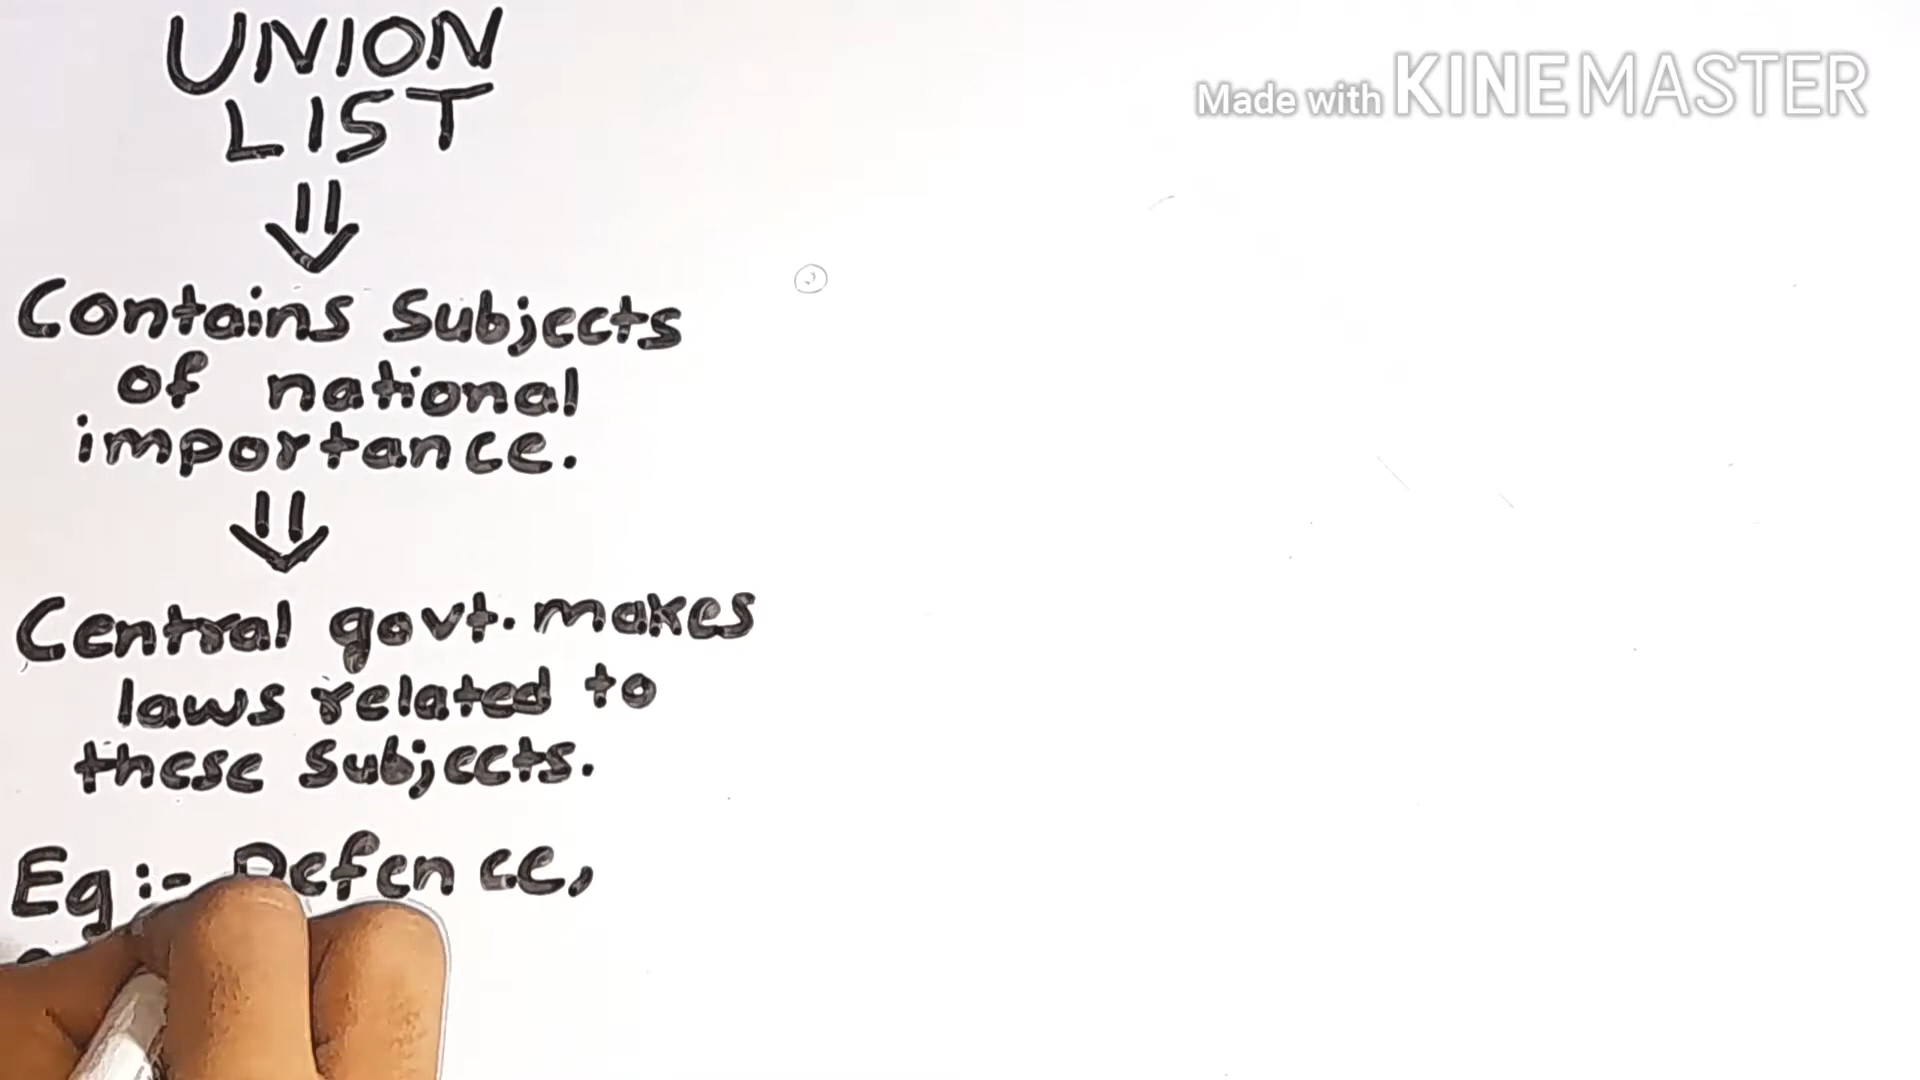 UNION
LIST
Contains Subjects
of national
importance.
Central govt. makes
laws related to
these Subjects.
Eg :- Defence,
Made with KINEMASTER